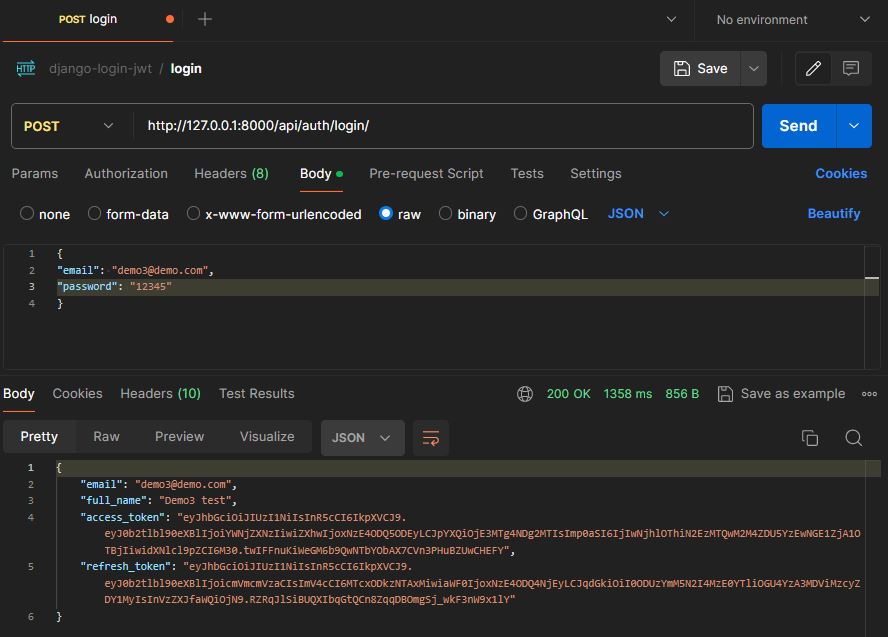 POST login
No environment
HTTP django-login-jwt / login
Save
POST http://127.0.0.1:8000/api/auth/login/ Send
Params Authorization Headers (8) Body Pre-request Script Tests Settings Cookies
none form-data x-www-form-urlencoded raw binary GraphQL JSON Beautify
1 {
2 "email": "demo3@demo.com",
3 "password": "12345"
4 }
Body Cookies Headers (10) Test Results 200 OK 1358 ms 856 B Save as example
Pretty Raw Preview Visualize JSON
1 {
2 "email": "demo3@demo.com",
3 "full_name": "Demo3 test",
4 "access_token": "eyJhbGciOiJIUzI1NiIsInR5cCI6IkpXVCJ9.
5 "refresh_token": "eyJhbGciOiJIUzI1NiIsInR5cCI6IkpXVCJ9.
6 }